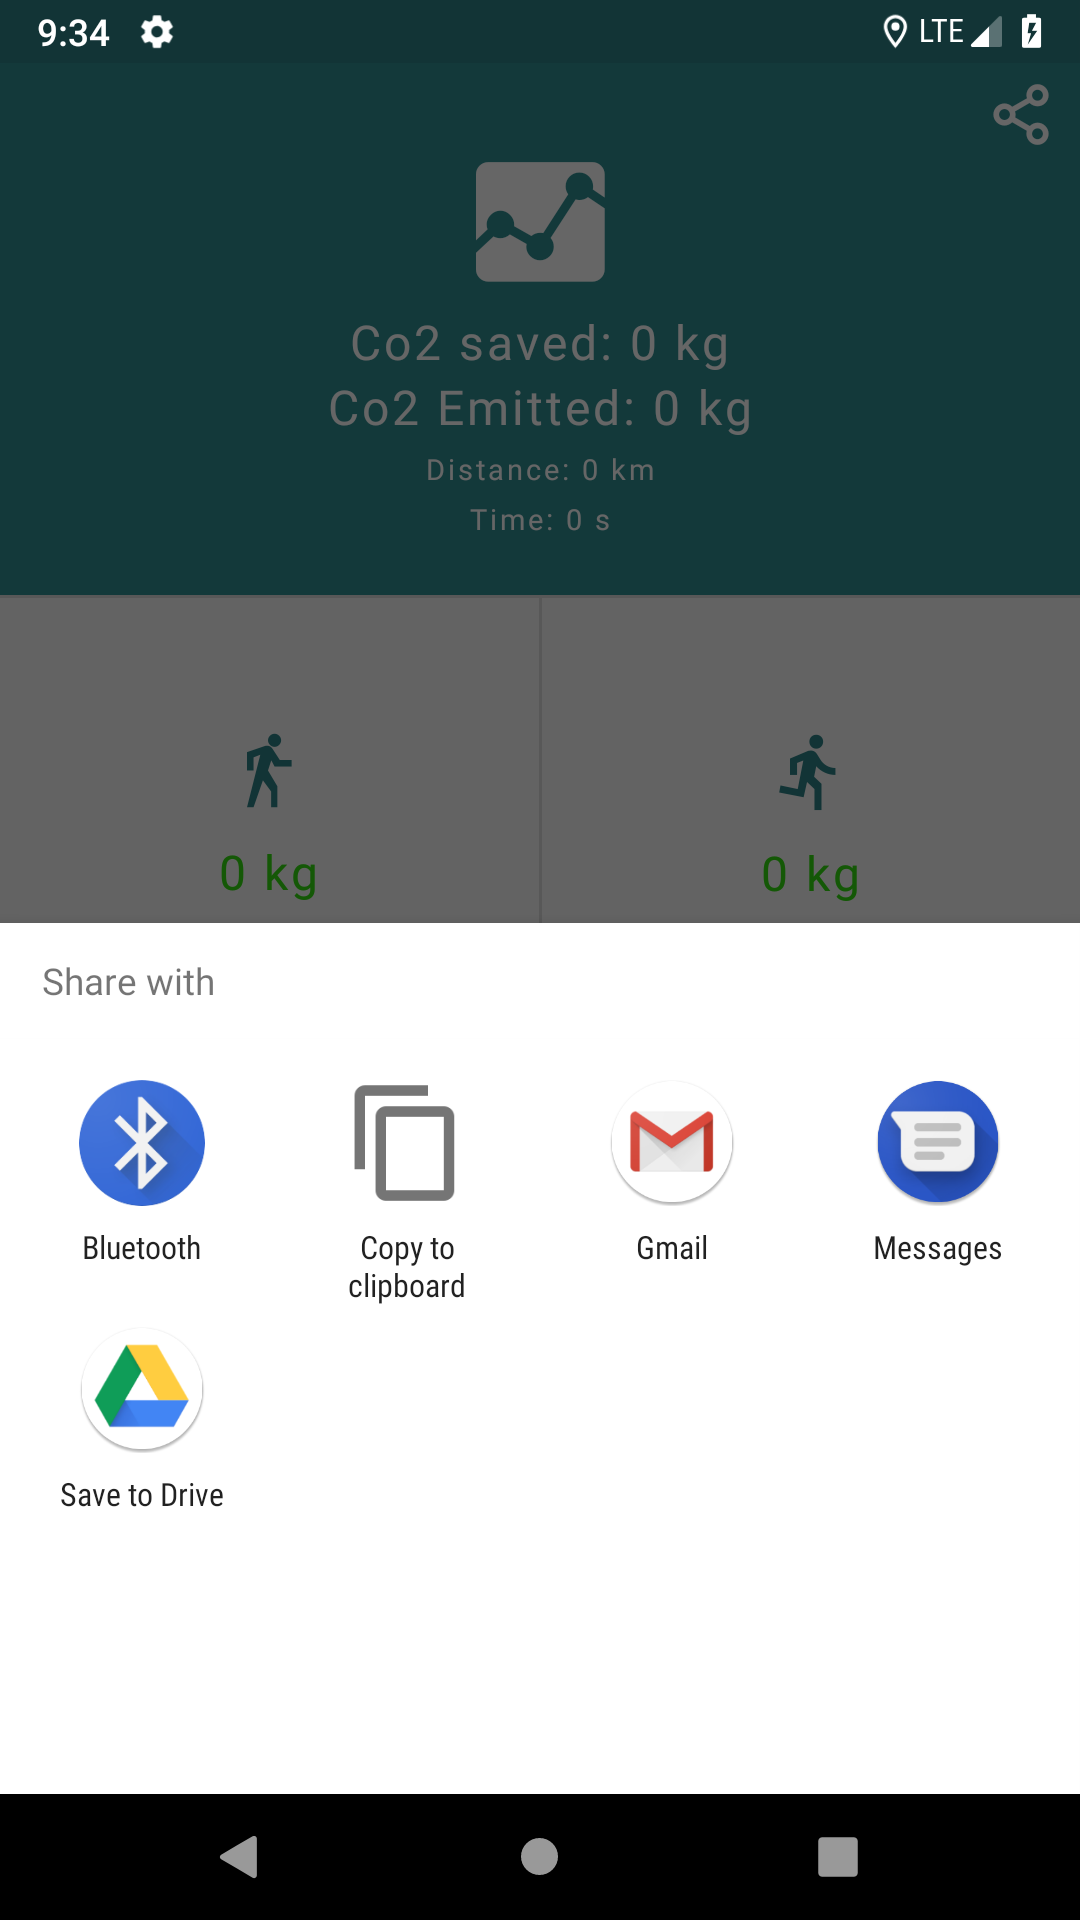 9:34
LTE
Co2 saved: 0 kg
Co2 Emitted: 0 kg
Distance: 0 km
Time: 0 s
0 kg
0 kg
Share with
Bluetooth
Copy to
clipboard
Gmail
Messages
Save to Drive